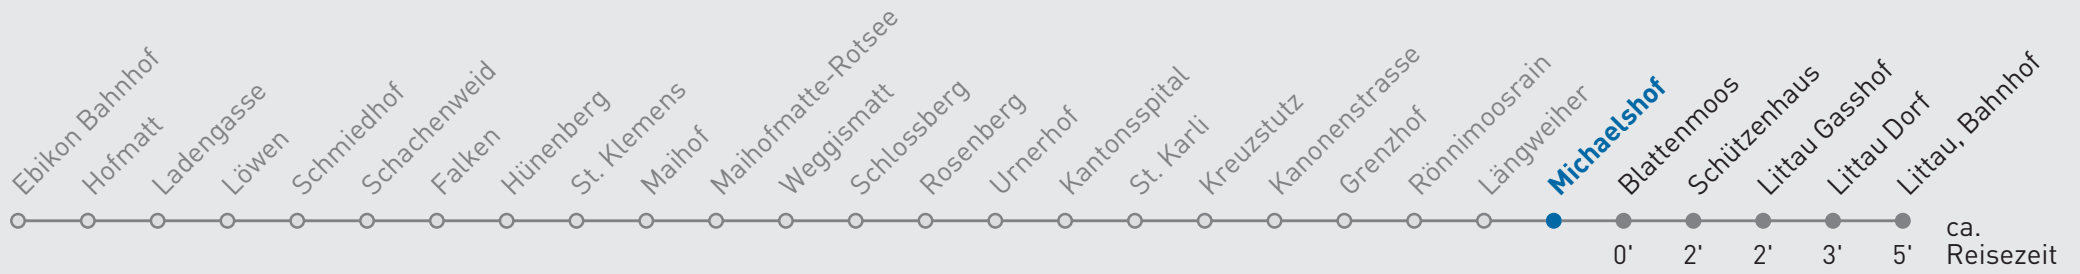 Ebikon Bahnhof
Hofmatt
Ladengasse
Löwen
Schmiedhof
Schachenweid
Falken
Hünenberg
St. Klemens
Maihof
Maihofmatte-Rotsee
Weggismatt
Schlossberg
Rosenberg
Urnerhof
Kantonsspital
St. Karli
Kreuzstutz
Kanonenstrasse
Grenzhof
Rönnimoosrain
Längweiher
Michaelshof
Blattenmoos
Schützenhaus
Littau Gasshof
Littau Dorf
Littau, Bahnhof
0' 2' 2' 3' 5'
ca.
Reisezeit